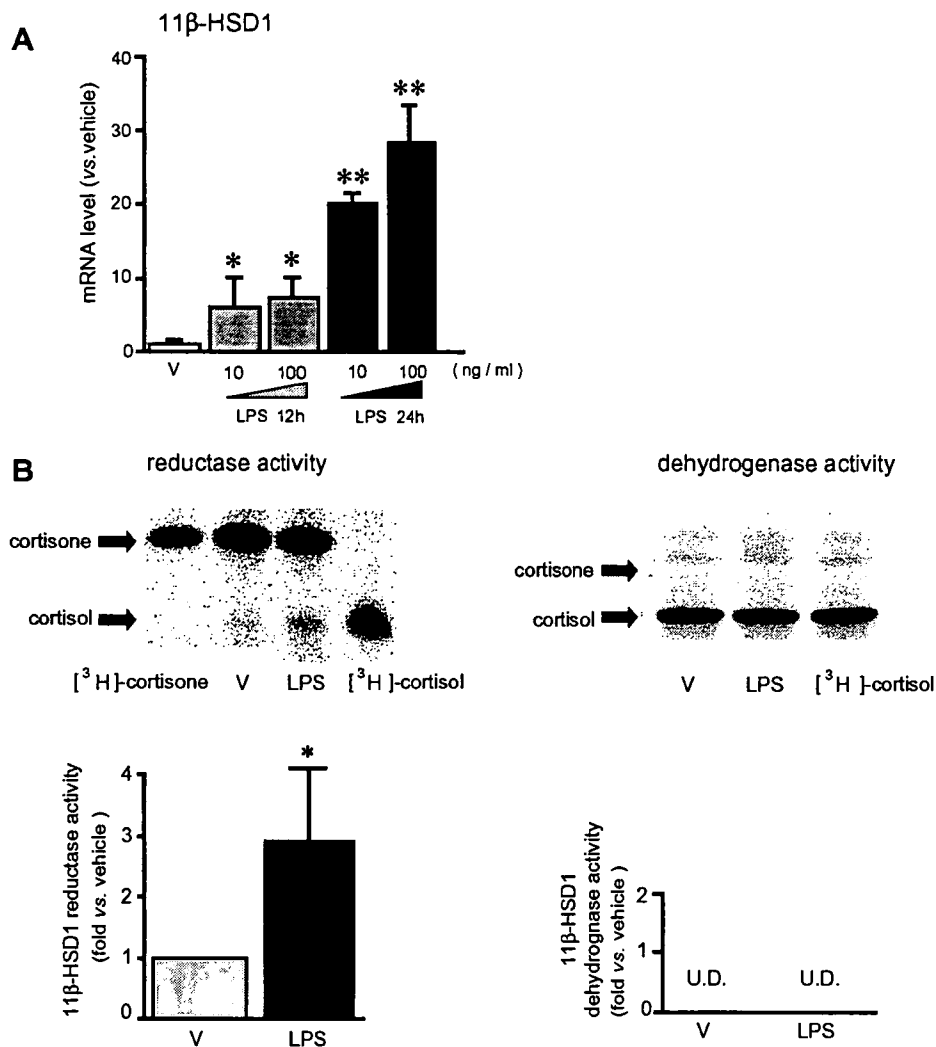 A
11β-HSD1
mRNA level (vs.vehicle)
40
30
20
10
0
*
*
**
**
V
10
100
10
100
( ng / ml )
LPS 12h
LPS 24h
B
reductase activity
cortisone
cortisol
[ ³H ]-cortisone
V
LPS
[ ³H ]-cortisol
dehydrogenase activity
cortisone
cortisol
V
LPS
[ ³H ]-cortisol
11β-HSD1 reductase activity
(fold vs. vehicle )
4
3
2
1
0
*
V
LPS
11β-HSD1
dehydrognase activity
(fold vs. vehicle )
2
1
0
U.D.
U.D.
V
LPS